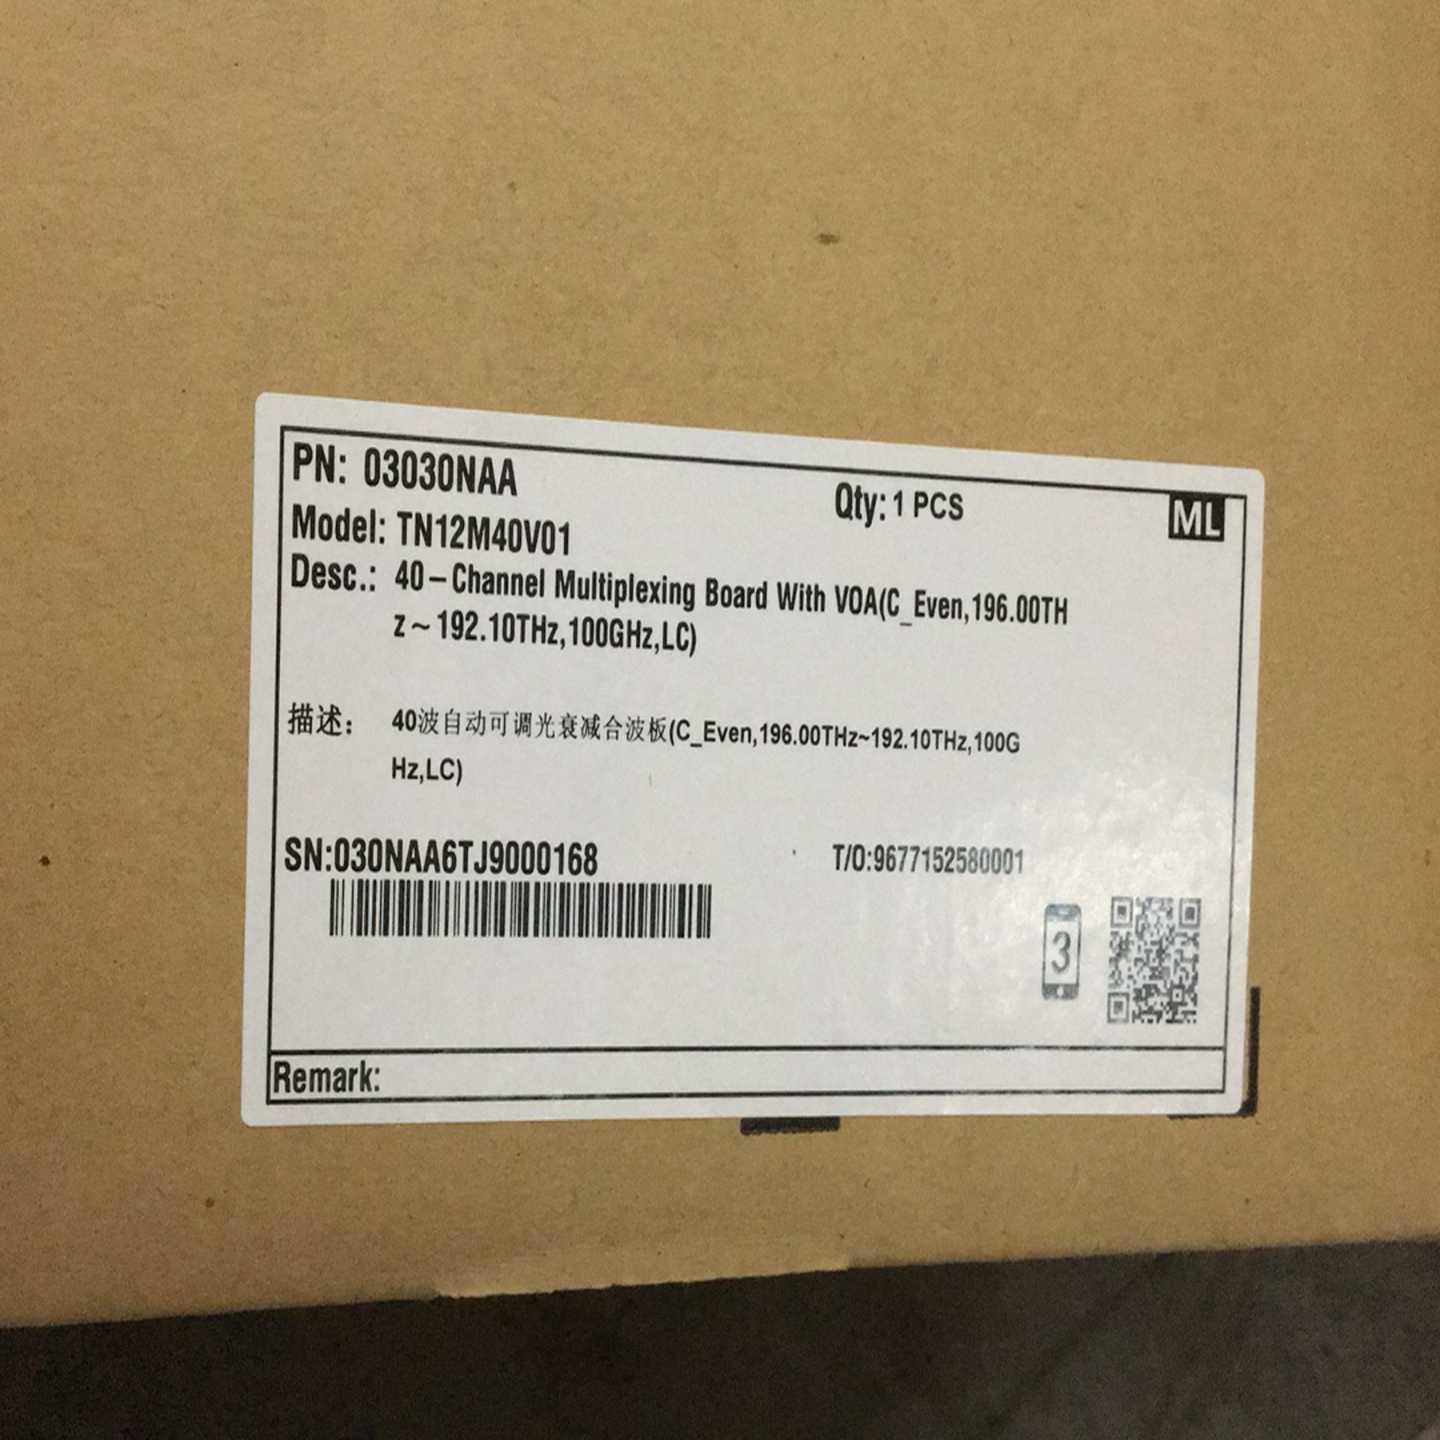 PN: 03030NAA
Qty: 1 PCS
ML
Model: TN12M40V01
Desc.: 40-Channel Multiplexing Board With VOA(C_Even,196.00TH
z~192.10THz,100GHz,LC)
描述: 40波自动可调光衰减合波板(C_Even,196.00THz~192.10THz,100G
Hz,LC)
SN:030NAA6TJ9000168
T/O:9677152580001
3
Remark: